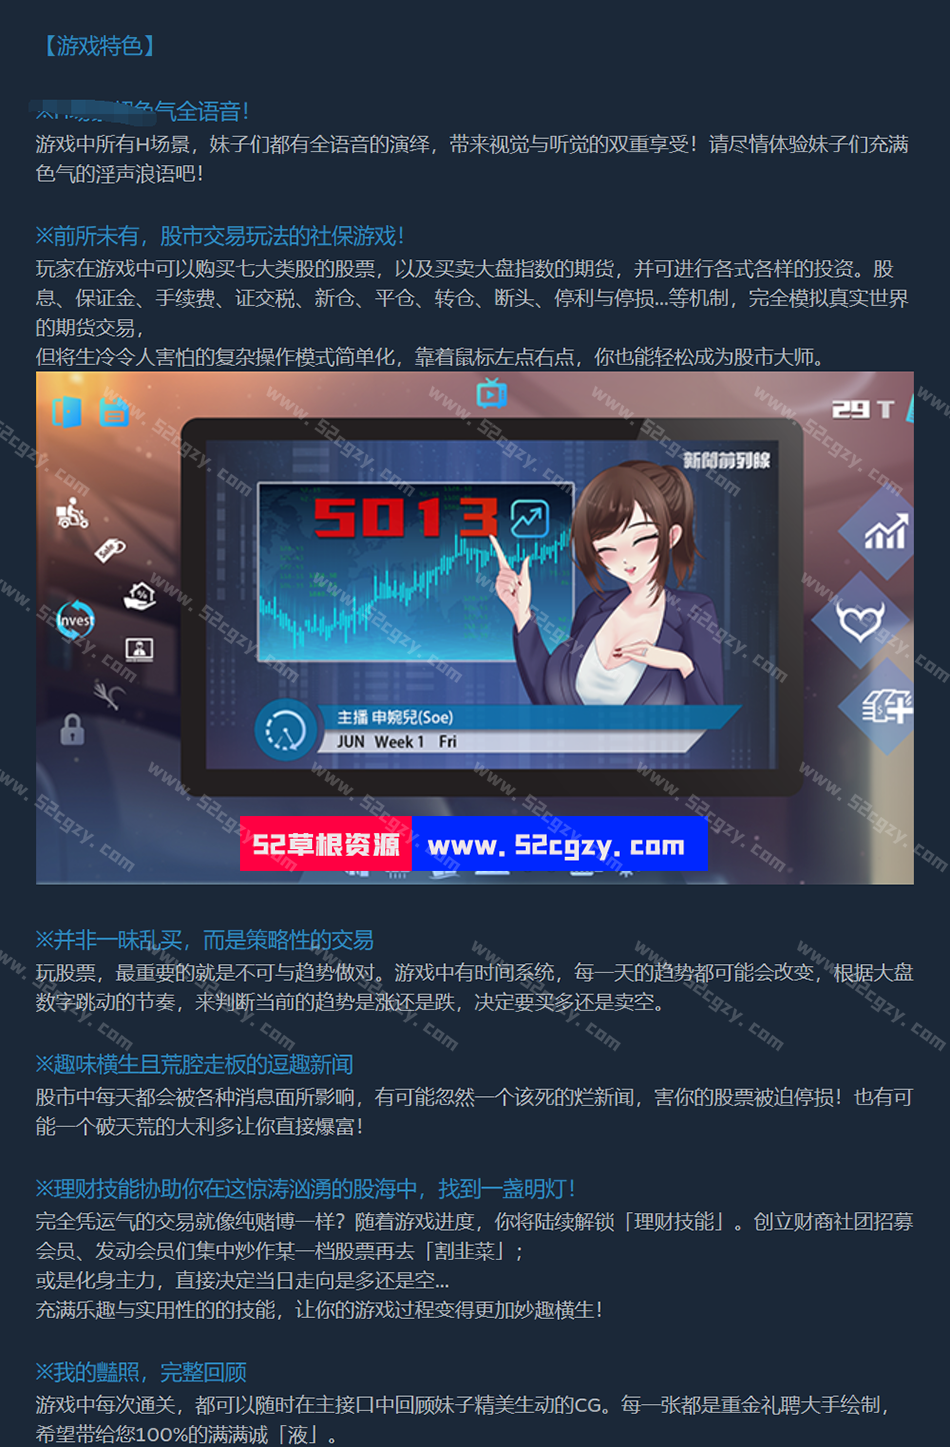 【游戏特色】
气全语音！
游戏中所有H场景，妹子们都有全语音的演绎，带来视觉与听觉的双重享受！请尽情体验妹子们充满
色气的淫声浪语吧！
※前所未有，股市交易玩法的社保游戏！
玩家在游戏中可以购买七大类股的股票，以及买卖大盘指数的期货，并可进行各式各样的投资。股
息、保证金、手续费、证交税、新仓、平仓、转仓、断头、停利与停损...等机制，完全模拟真实世界
的期货交易，
但将生冷令人害怕的复杂操作模式简单化，靠着鼠标左点右点，你也能轻松成为股市大师。
29 T
新聞前列線
5013
Sale
%
Invest
主播 申婉兒(Soe)
JUN Week 1 Fri
52草根资源 www.52cgzy.com
※并非一昧乱买，而是策略性的交易
玩股票，最重要的就是不可与趋势做对。游戏中有时间系统，每一天的趋势都可能会改变，根据大盘
数字跳动的节奏，来判断当前的趋势是涨还是跌，决定要买多还是卖空。
※趣味横生且荒腔走板的逗趣新闻
股市中每天都会被各种消息面所影响，有可能忽然一个该死的烂新闻，害你的股票被迫停损！也有可
能一个破天荒的大利多让你直接爆富！
※理财技能协助你在这惊涛汹湧的股海中，找到一盏明灯！
完全凭运气的交易就像纯赌博一样？随着游戏进度，你将陆续解锁「理财技能」。创立财商社团招募
会员、发动会员们集中炒作某一档股票再去「割韭菜」；
或是化身主力，直接决定当日走向是多还是空...
充满乐趣与实用性的的技能，让你的游戏过程变得更加妙趣横生！
※我的豔照，完整回顾
游戏中每次通关，都可以随时在主接口中回顾妹子精美生动的CG。每一张都是重金礼聘大手绘制，
希望带给您100%的满满诚「液」。